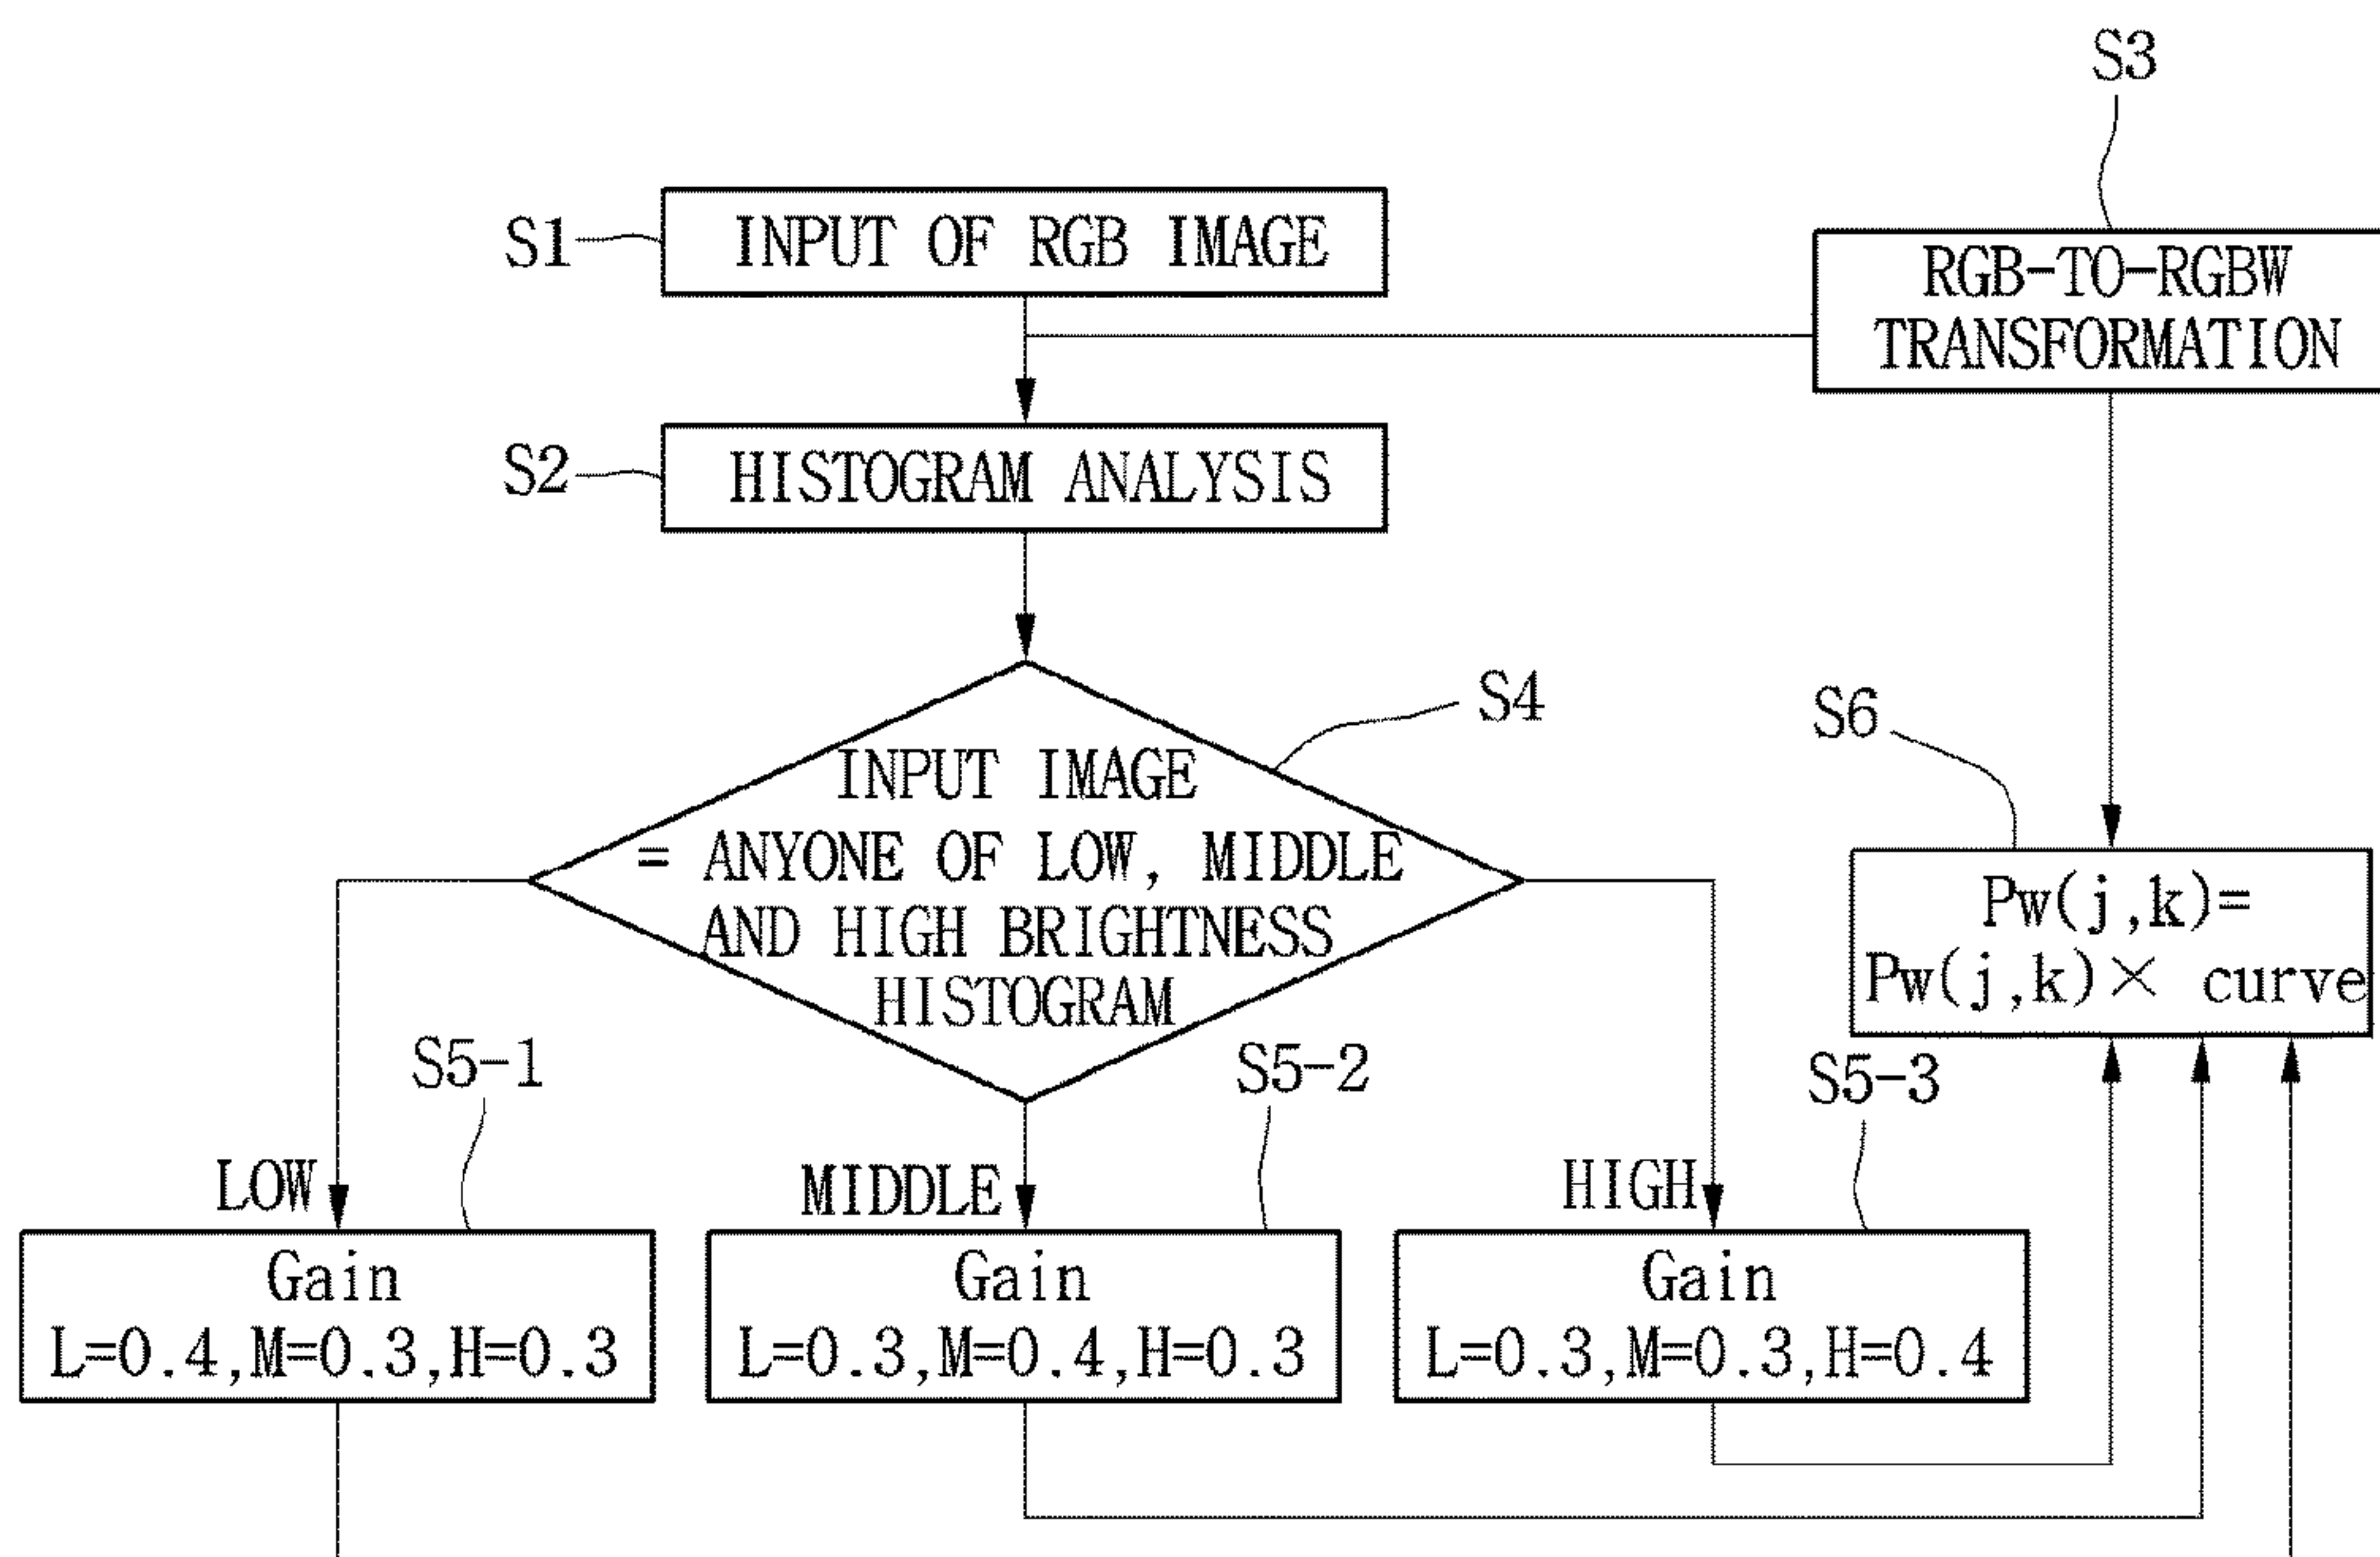 S3
S1
INPUT OF RGB IMAGE
RGB-TO-RGBW
TRANSFORMATION
S2
HISTOGRAM ANALYSIS
S4
INPUT IMAGE
= ANYONE OF LOW, MIDDLE
AND HIGH BRIGHTNESS
HISTOGRAM
S6
Pw(j,k)=
Pw(j,k)× curve
S5-1
S5-2
S5-3
LOW
MIDDLE
HIGH
Gain
L=0.4,M=0.3,H=0.3
Gain
L=0.3,M=0.4,H=0.3
Gain
L=0.3,M=0.3,H=0.4